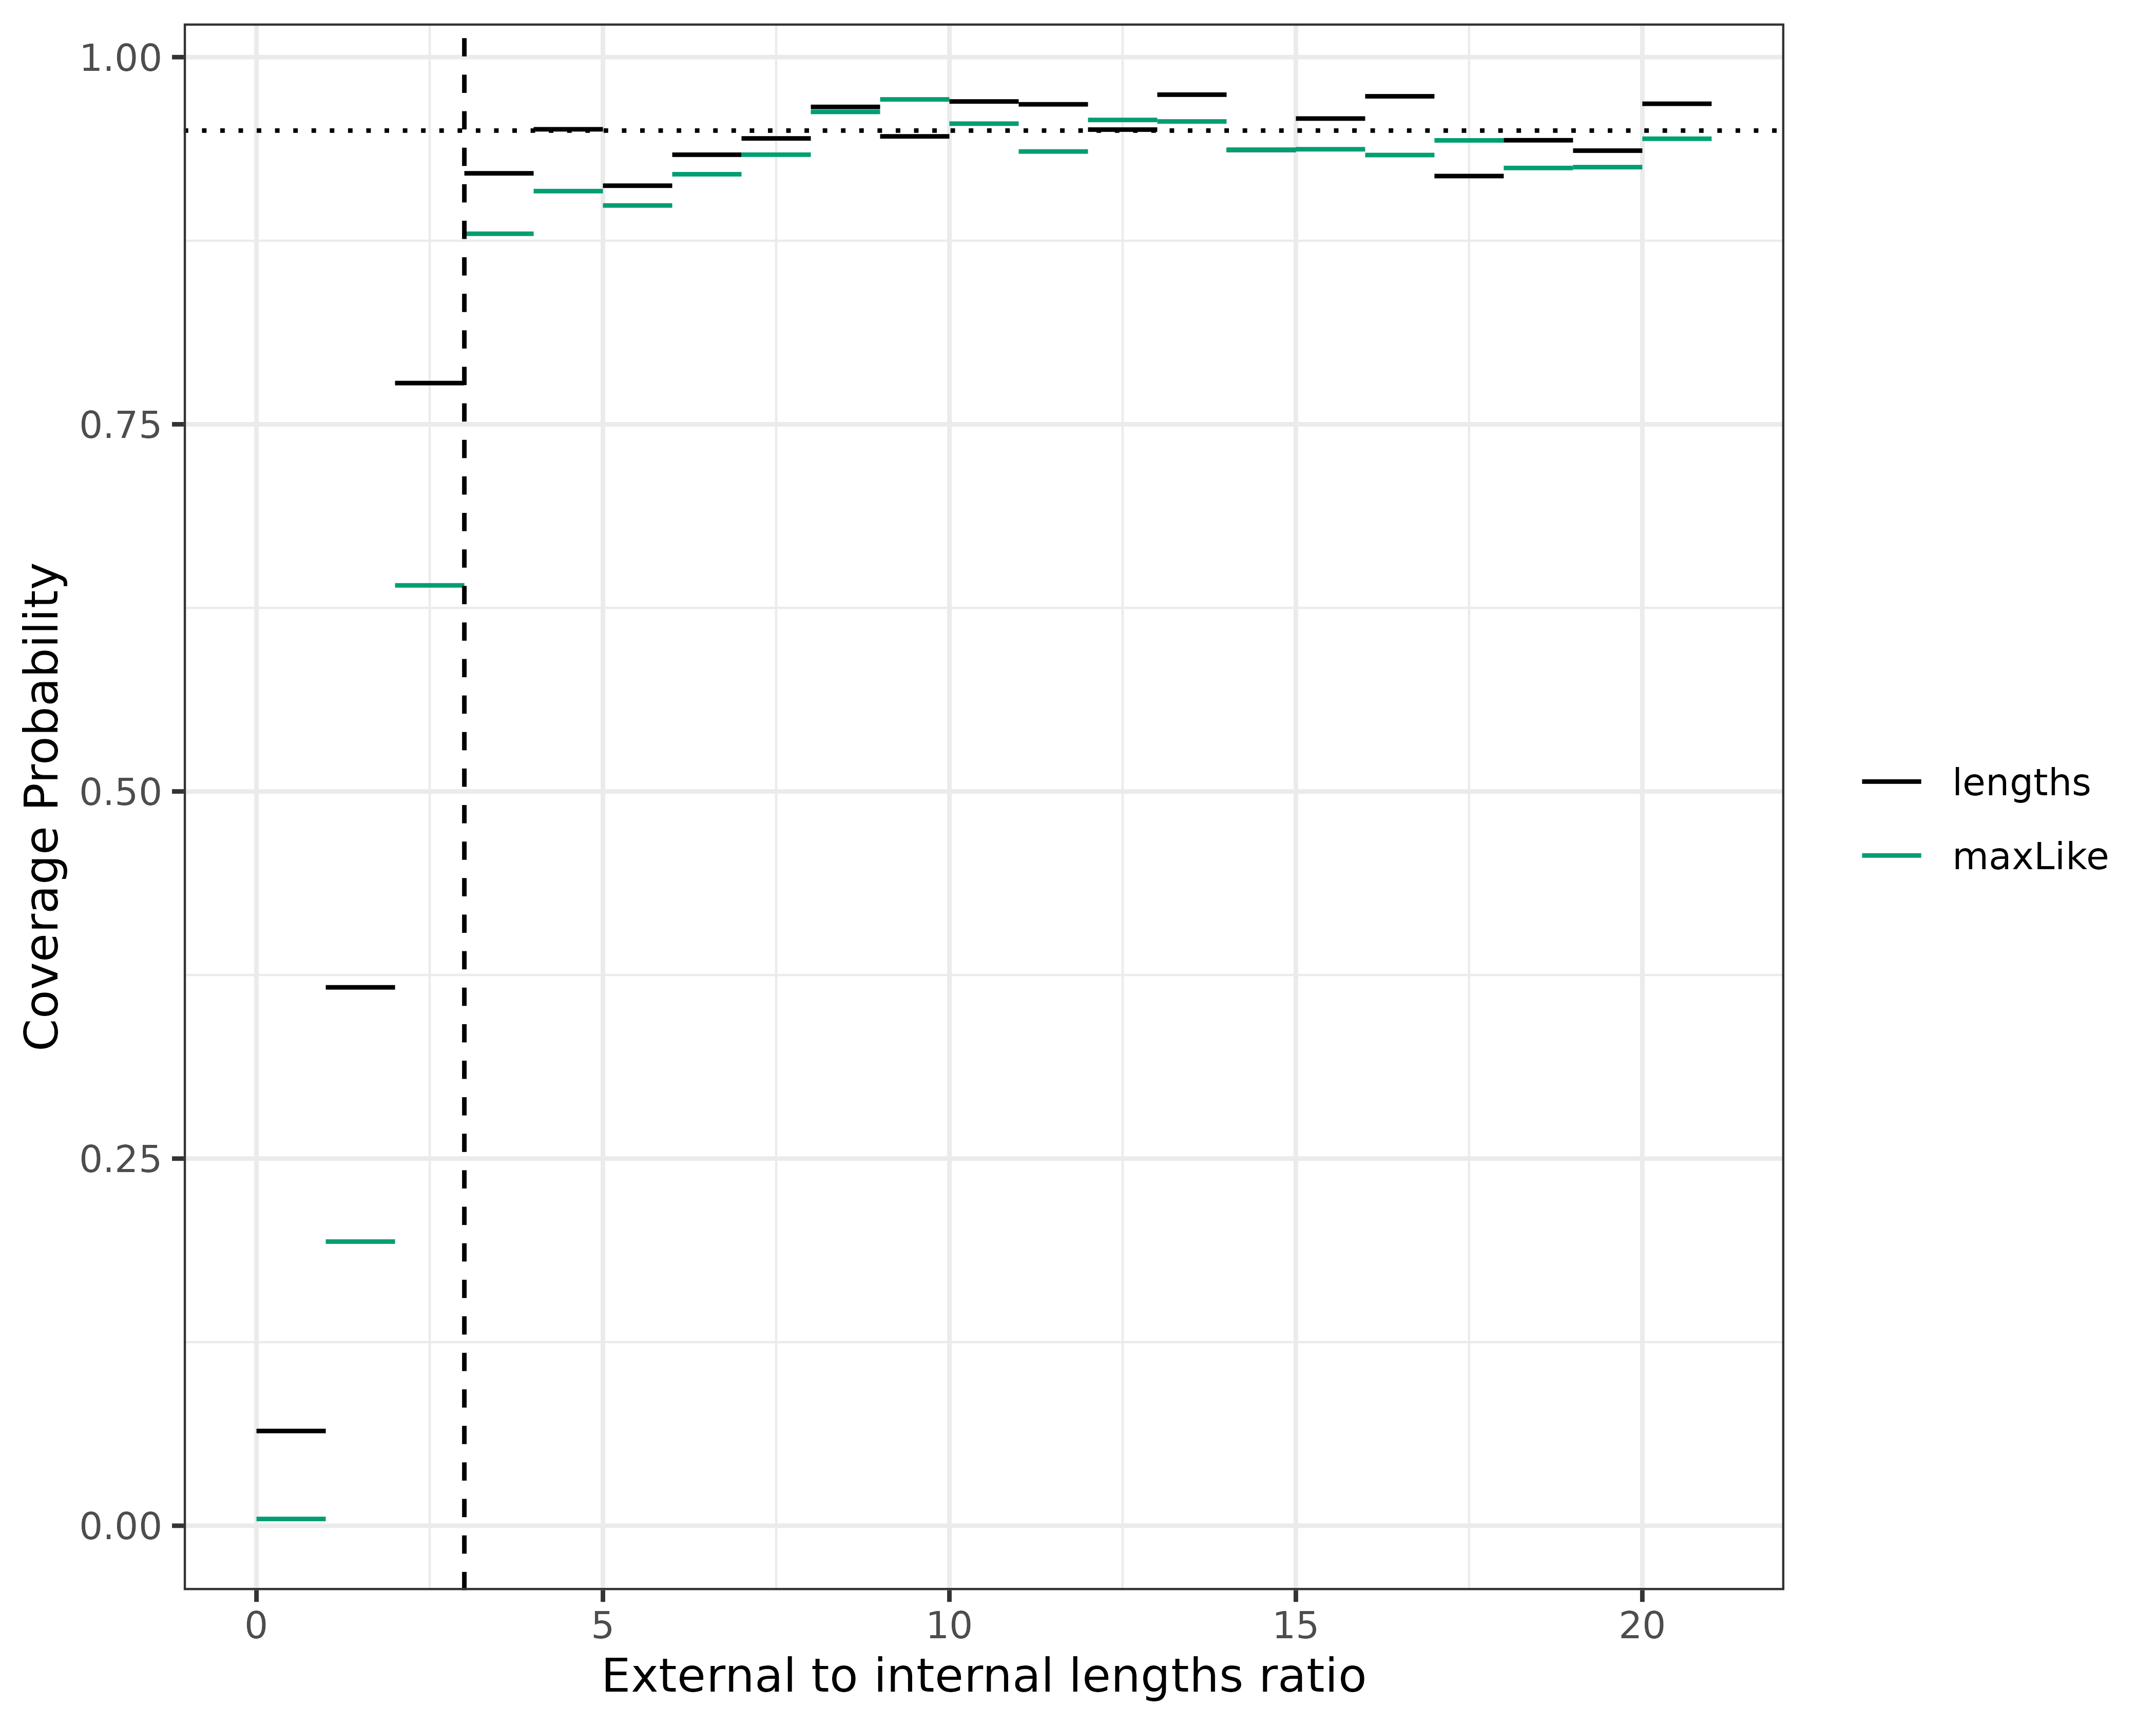 1.00
0.75
0.50
0.25
0.00
Coverage Probability
0
5
10
15
20
External to internal lengths ratio
lengths
maxLike